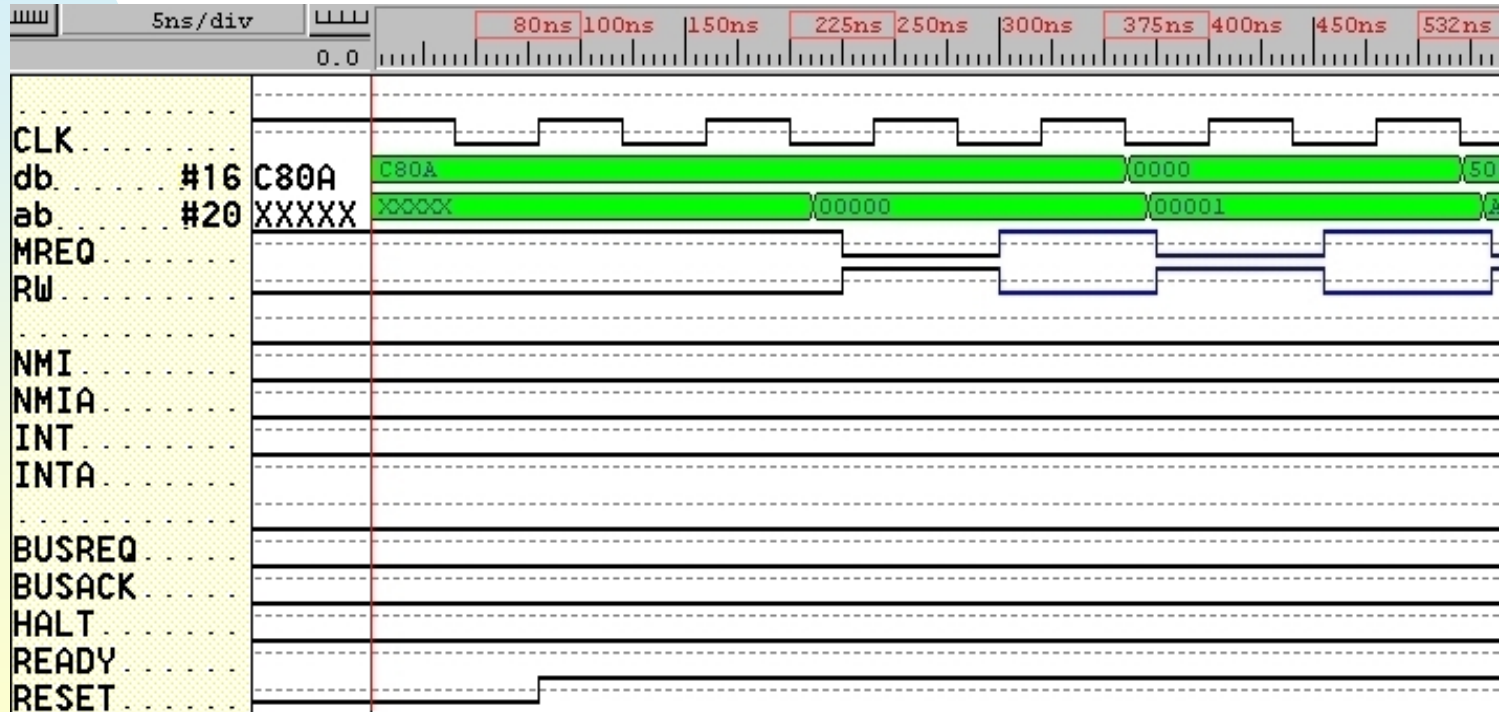 5ns/div 80ns 100ns 150ns 225ns 250ns 300ns 375ns 400ns 450ns 532ns
0.0
CLK
db #16 C80A C80A 0000 50
ab #20 XXXXX XXXXX 00000 00001 A
MREQ
RW
NMI
NMIA
INT
INTA
BUSREQ
BUSACK
HALT
READY
RESET